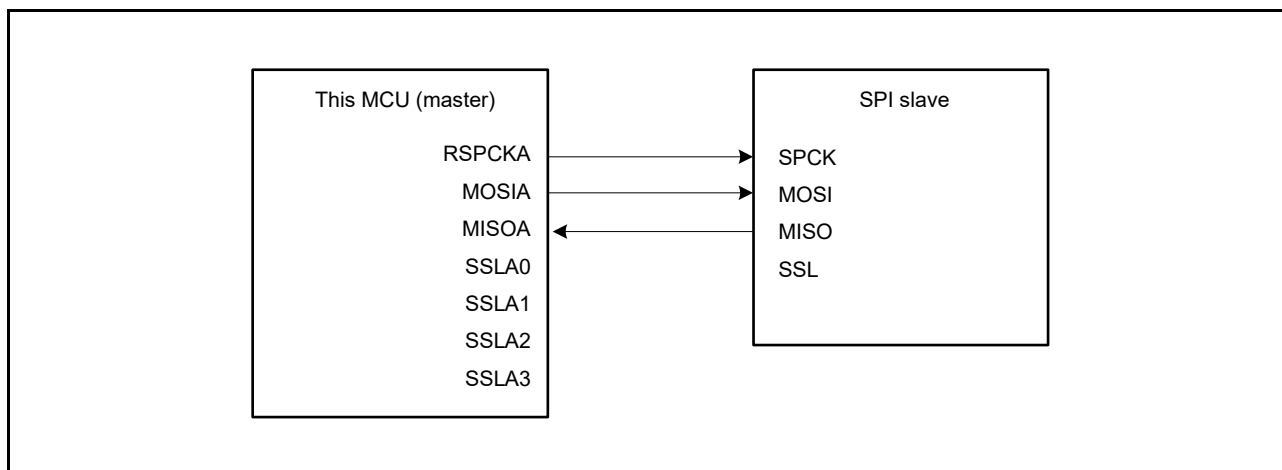 This MCU (master)
RSPCKA
MOSIA
MISOA
SSLA0
SSLA1
SSLA2
SSLA3
SPI slave
SPCK
MOSI
MISO
SSL